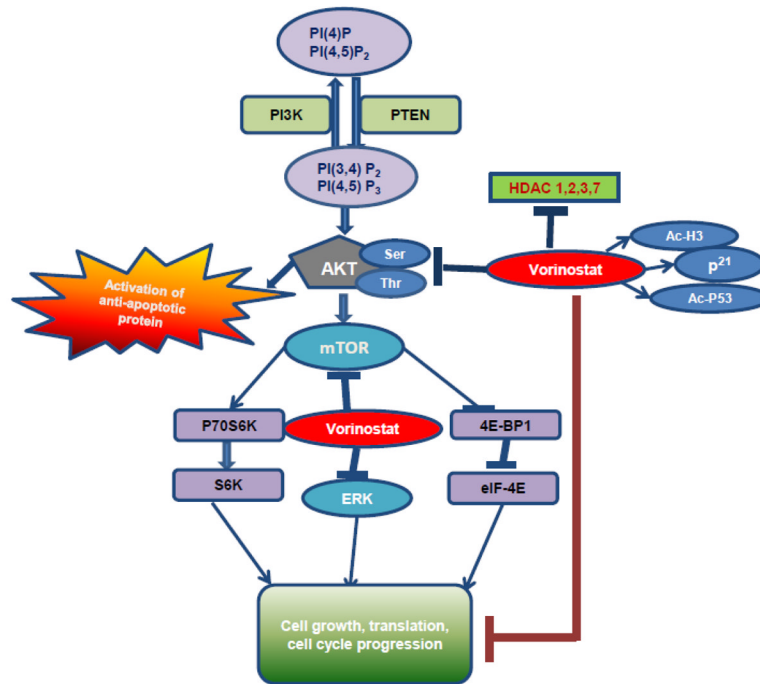 PI(4)P
PI(4,5)P₂
PI3K
PTEN
PI(3,4) P₂
PI(4,5) P₃
HDAC 1,2,3,7
Ac-H3
Ser
AKT
Vorinostat
p²¹
Thr
Ac-P53
Activation of
anti-apoptotic
protein
mTOR
P70S6K
Vorinostat
4E-BP1
S6K
ERK
eIF-4E
Cell growth, translation,
cell cycle progression